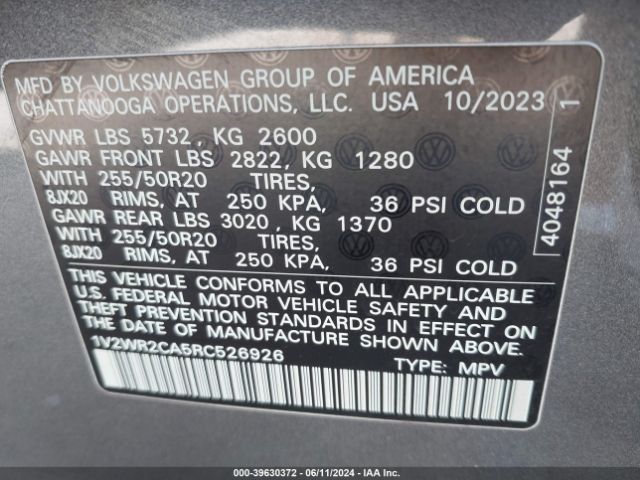 MFD BY VOLKSWAGEN GROUP OF AMERICA
CHATTANOOGA OPERATIONS, LLC. USA 10/2023
GVWR LBS 5732, KG 2600
GAWR FRONT LBS 2822, KG 1280
WITH 255/50R20 TIRES,
8JX20 RIMS, AT 250 KPA, 36 PSI COLD
GAWR REAR LBS 3020, KG 1370
WITH 255/50R20 TIRES,
8JX20 RIMS, AT 250 KPA, 36 PSI COLD
THIS VEHICLE CONFORMS TO ALL APPLICABLE
U.S. FEDERAL MOTOR VEHICLE SAFETY AND
THEFT PREVENTION STANDARDS IN EFFECT ON
THE DATE OF MANUFACTURE SHOWN ABOVE.
1V2WR2CA5RC526926 TYPE: MPV
4048164 1
000-39630372 - 06/11/2024 - IAAI.COM